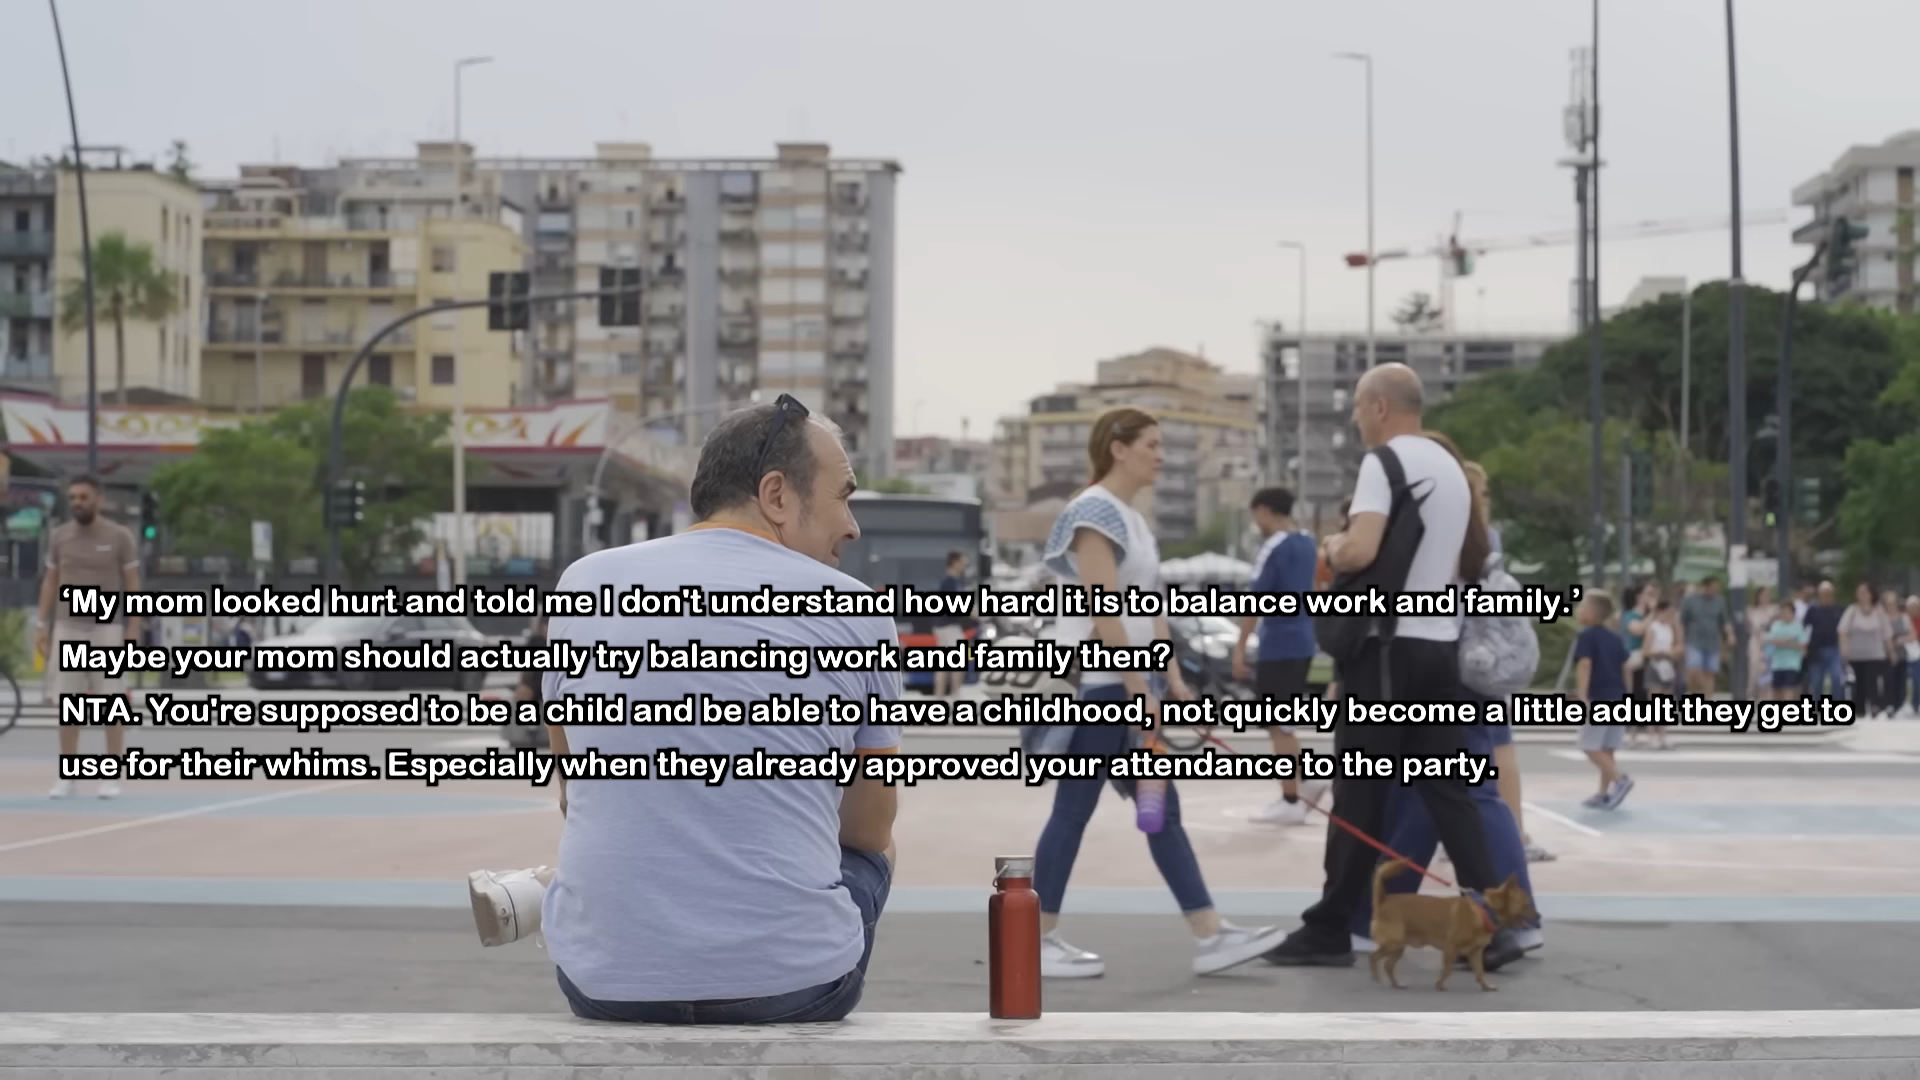 ‘My mom looked hurt and told me I don't understand how hard it is to balance work and family.’
Maybe your mom should actually try balancing work and family then?
NTA. You're supposed to be a child and be able to have a childhood, not quickly become a little adult they get to
use for their whims. Especially when they already approved your attendance to the party.